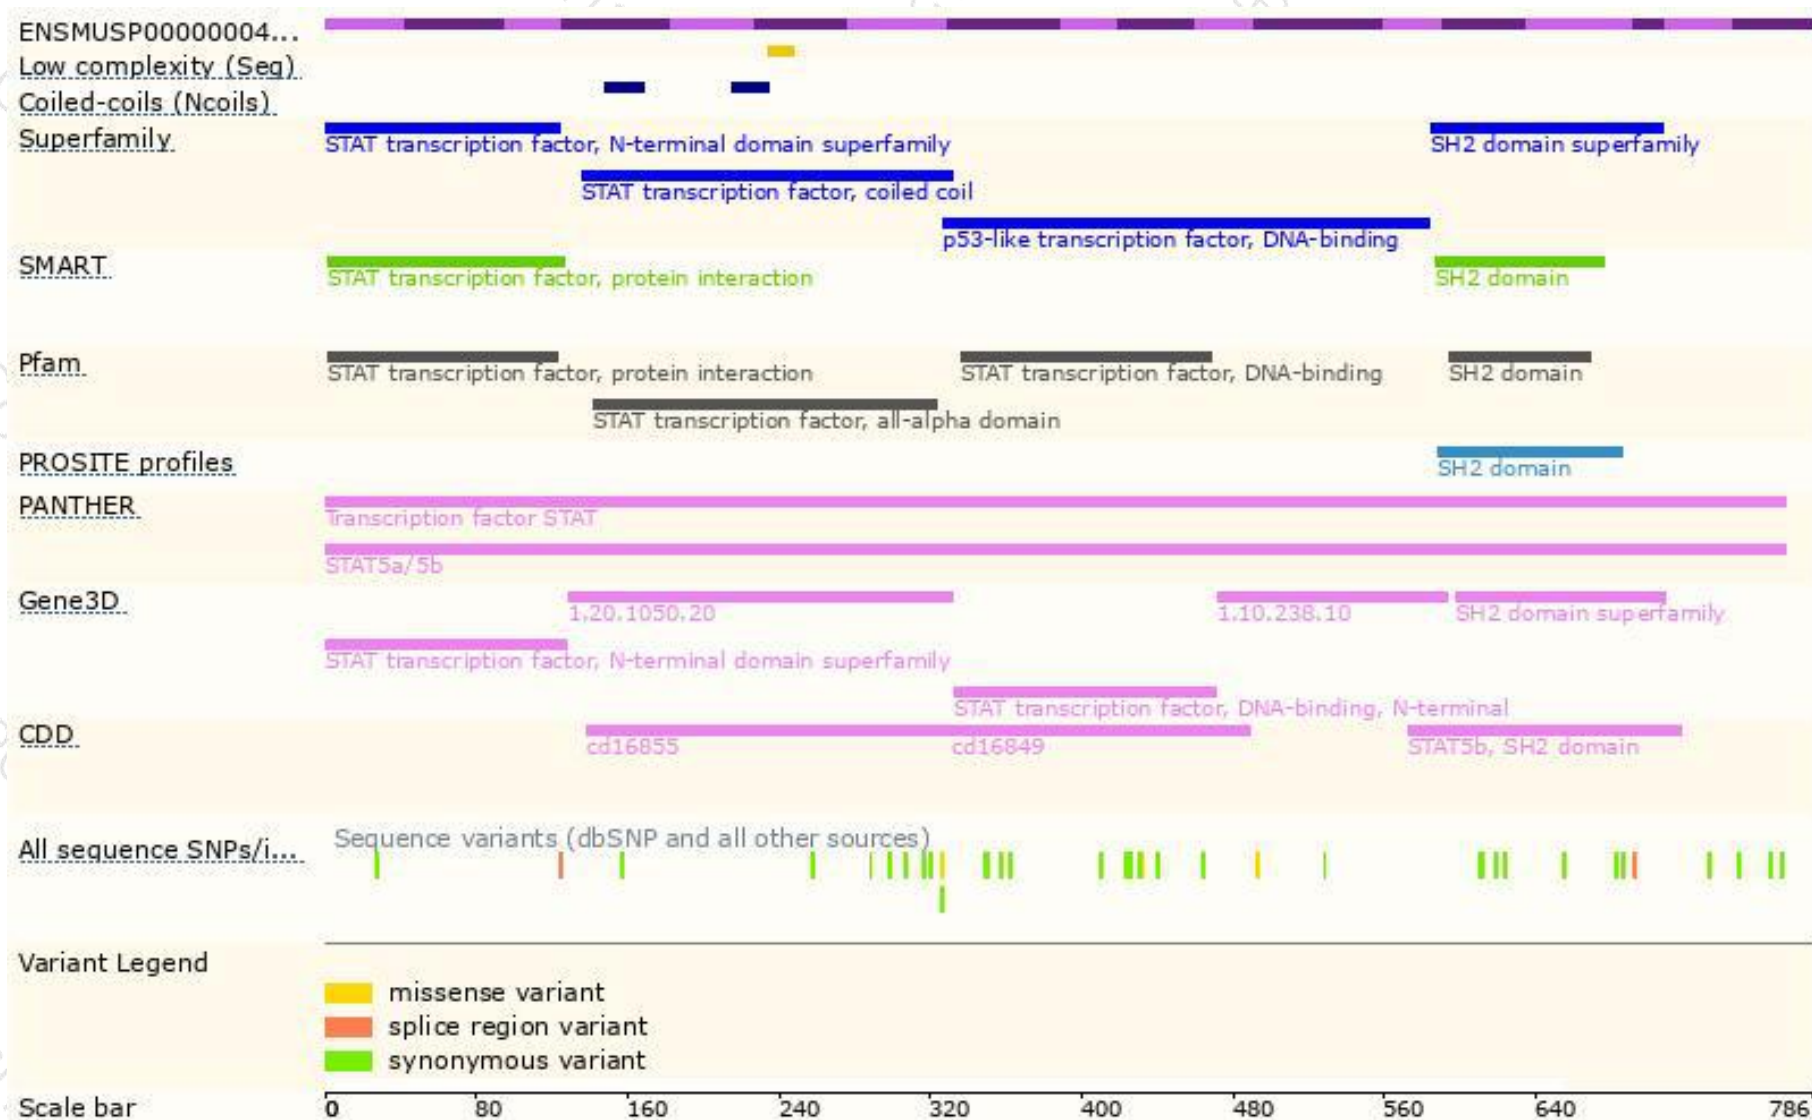 ENSMUSP00000004...
Low complexity (Seg)
Coiled-coils (Ncoils)
Superfamily
STAT transcription factor, N-terminal domain superfamily
SH2 domain superfamily
STAT transcription factor, coiled coil
p53-like transcription factor, DNA-binding
SMART
STAT transcription factor, protein interaction
SH2 domain
Pfam
STAT transcription factor, protein interaction
STAT transcription factor, DNA-binding
SH2 domain
STAT transcription factor, all-alpha domain
PROSITE profiles
SH2 domain
PANTHER
Transcription factor STAT
STAT5a/5b
Gene3D
1.20.1050.20
1.10.238.10
SH2 domain superfamily
STAT transcription factor, N-terminal domain superfamily
STAT transcription factor, DNA-binding, N-terminal
CDD
cd16855
cd16849
STAT5b, SH2 domain
All sequence SNPs/i...
Sequence variants (dbSNP and all other sources)
Variant Legend
missense variant
splice region variant
synonymous variant
Scale bar
0 80 160 240 320 400 480 560 640 786